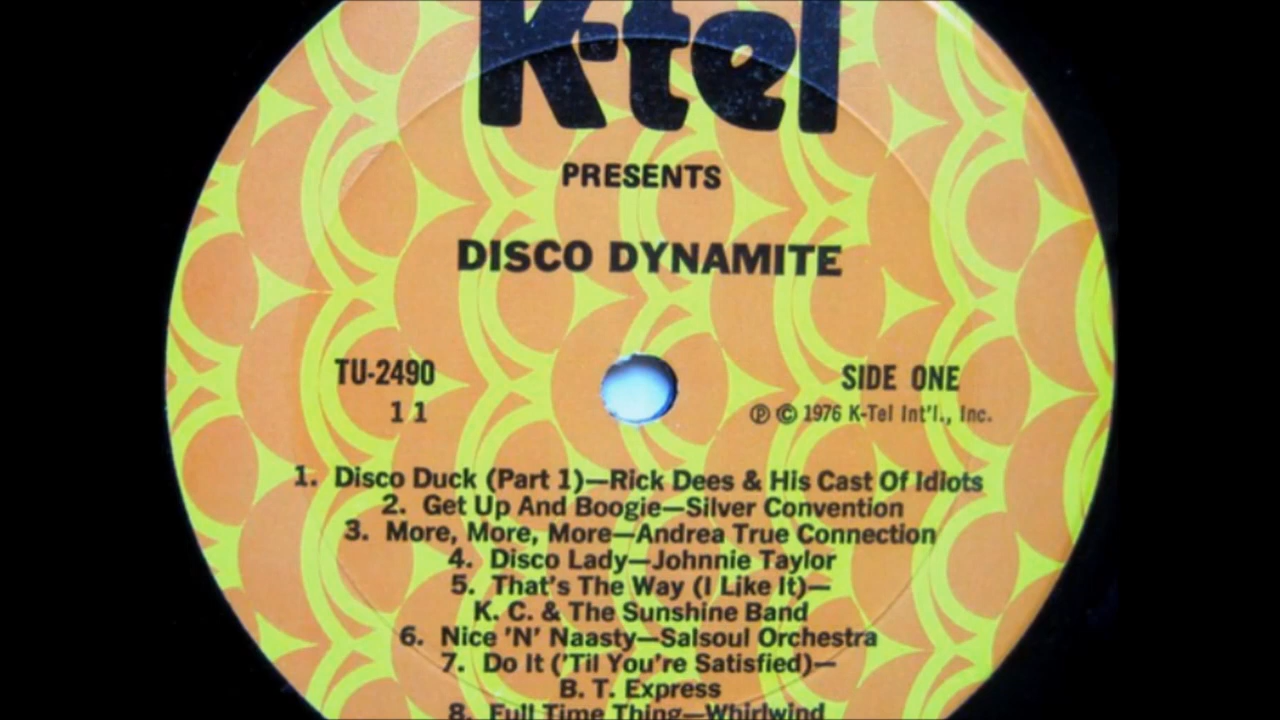 K-tel
PRESENTS
DISCO DYNAMITE
TU-2490
1 1
SIDE ONE
℗ © 1976 K-Tel Int'l., Inc.
1. Disco Duck (Part 1)—Rick Dees & His Cast Of Idiots
2. Get Up And Boogie—Silver Convention
3. More, More, More—Andrea True Connection
4. Disco Lady—Johnnie Taylor
5. That's The Way (I Like It)—
K. C. & The Sunshine Band
6. Nice 'N' Naasty—Salsoul Orchestra
7. Do It ('Til You're Satisfied)—
B. T. Express
8. Full Time Thing—Whirlwind